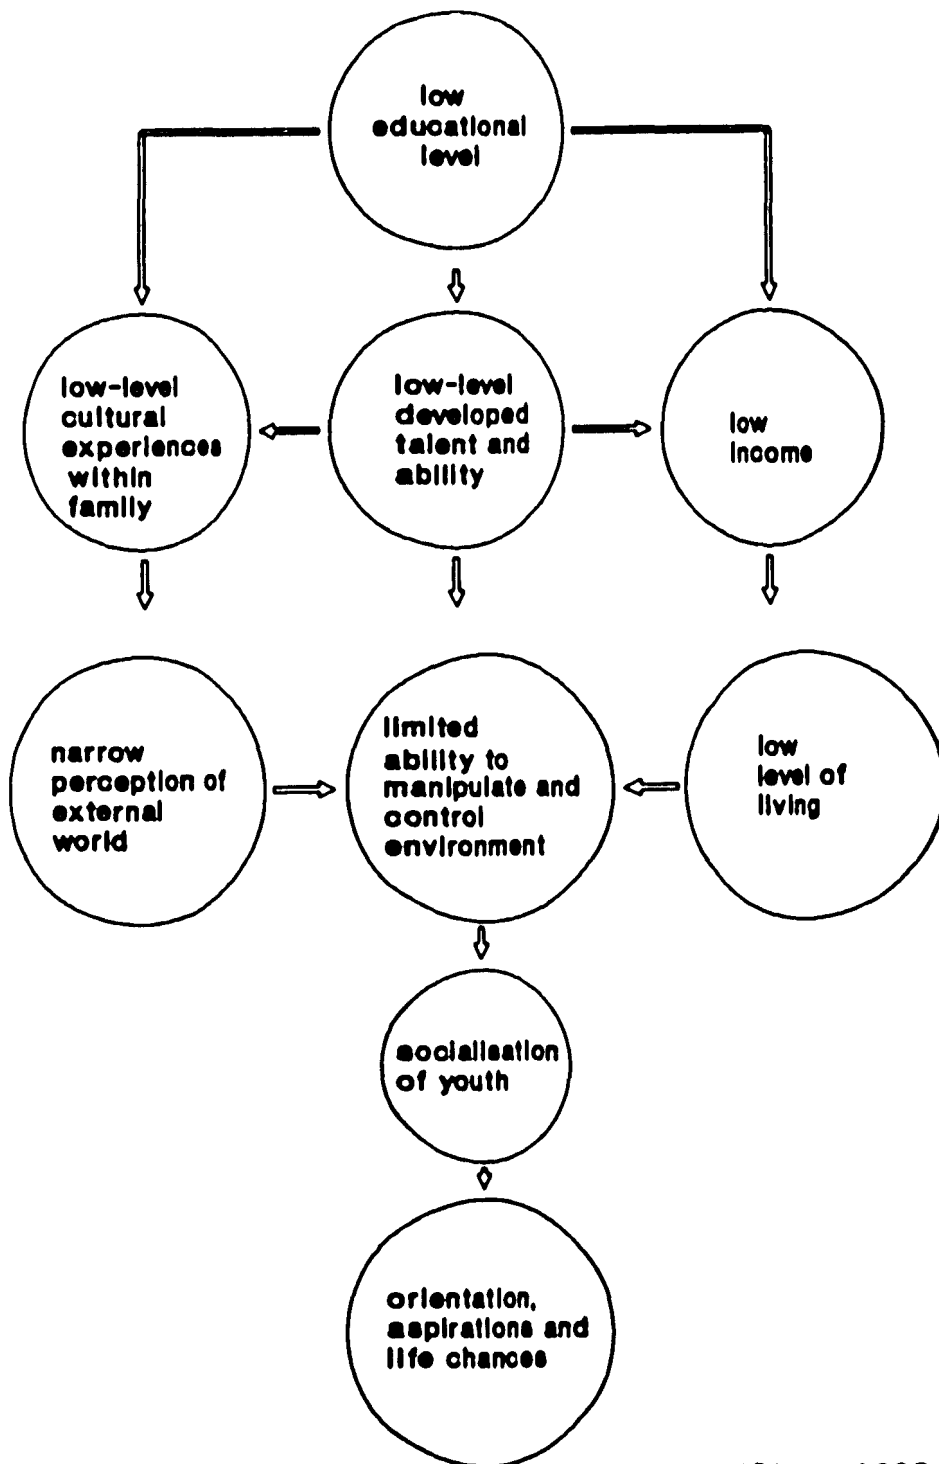 low
educational
level
low-level
cultural
experiences
within
family
low-level
developed
talent and
ability
low
income
narrow
perception of
external
world
limited
ability to
manipulate and
control
environment
low
level of
living
socialisation
of youth
orientation,
aspirations and
life chances